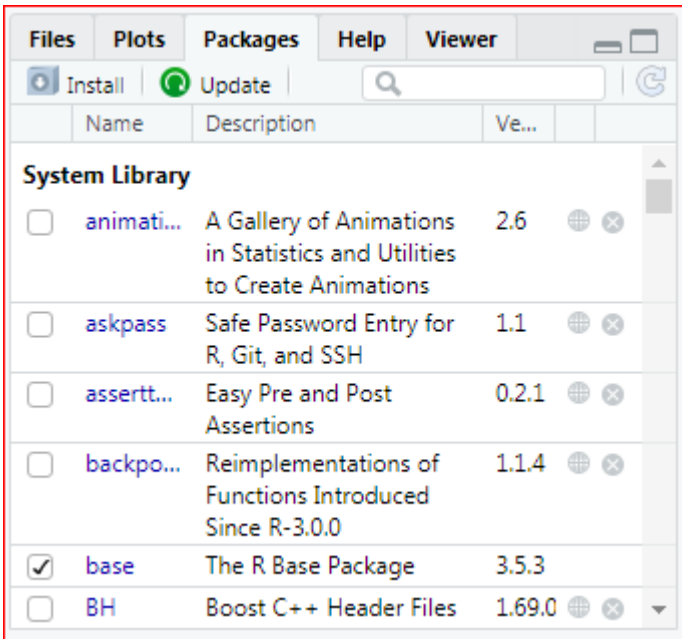 Files Plots Packages Help Viewer
Install Update
Name Description Ve...
System Library
animati... A Gallery of Animations 2.6
in Statistics and Utilities
to Create Animations
askpass Safe Password Entry for 1.1
R, Git, and SSH
assertt... Easy Pre and Post 0.2.1
Assertions
backpo... Reimplementations of 1.1.4
Functions Introduced
Since R-3.0.0
base The R Base Package 3.5.3
BH Boost C++ Header Files 1.69.0